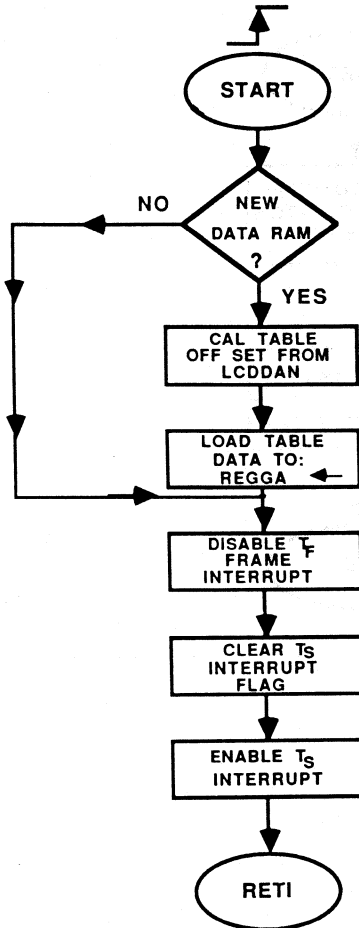 START
NEW
DATA RAM
?
NO
YES
CAL TABLE
OFF SET FROM
LCDDAN
LOAD TABLE
DATA TO:
REGGA
DISABLE TF
FRAME
INTERRUPT
CLEAR TS
INTERRUPT
FLAG
ENABLE TS
INTERRUPT
RETI